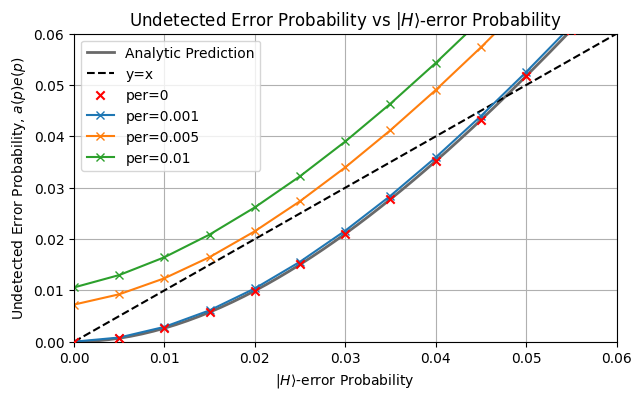 Undetected Error Probability vs |H⟩-error Probability
Undetected Error Probability, a(p)e(p)
0.06
0.05
0.04
0.03
0.02
0.01
0.00
Analytic Prediction
y=x
per=0
per=0.001
per=0.005
per=0.01
0.00 0.01 0.02 0.03 0.04 0.05 0.06
|H⟩-error Probability